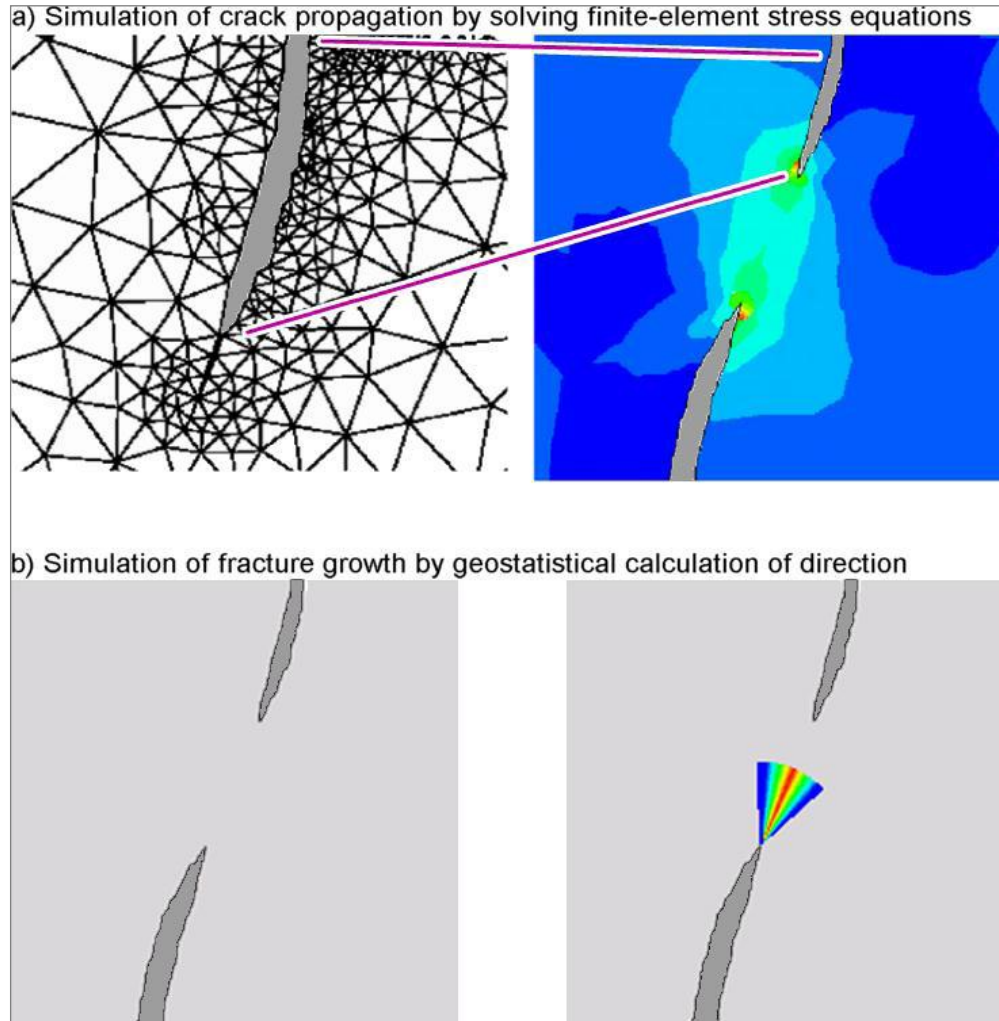 a) Simulation of crack propagation by solving finite-element stress equations
b) Simulation of fracture growth by geostatistical calculation of direction